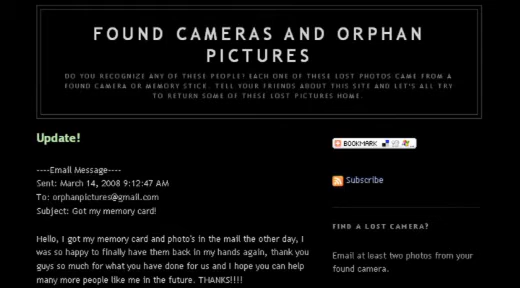 FOUND CAMERAS AND ORPHAN
PICTURES
DO YOU RECOGNIZE ANY OF THESE PEOPLE? EACH ONE OF THESE LOST PHOTOS CAME FROM A
FOUND CAMERA OR MEMORY STICK. TELL YOUR FRIENDS ABOUT THIS SITE AND LET'S ALL TRY
TO RETURN SOME OF THESE LOST PICTURES HOME.
Update!
----Email Message----
Sent: March 14, 2008 9:12:47 AM
To: orphanpictures@gmail.com
Subject: Got my memory card!
Hello, I got my memory card and photo's in the mail the other day, I
was so happy to finally have them back in my hands again, thank you
guys so much for what you have done for us and I hope you can help
many more people like me in the future. THANKS!!!!
BOOKMARK
Subscribe
FIND A LOST CAMERA?
Email at least two photos from your
found camera.